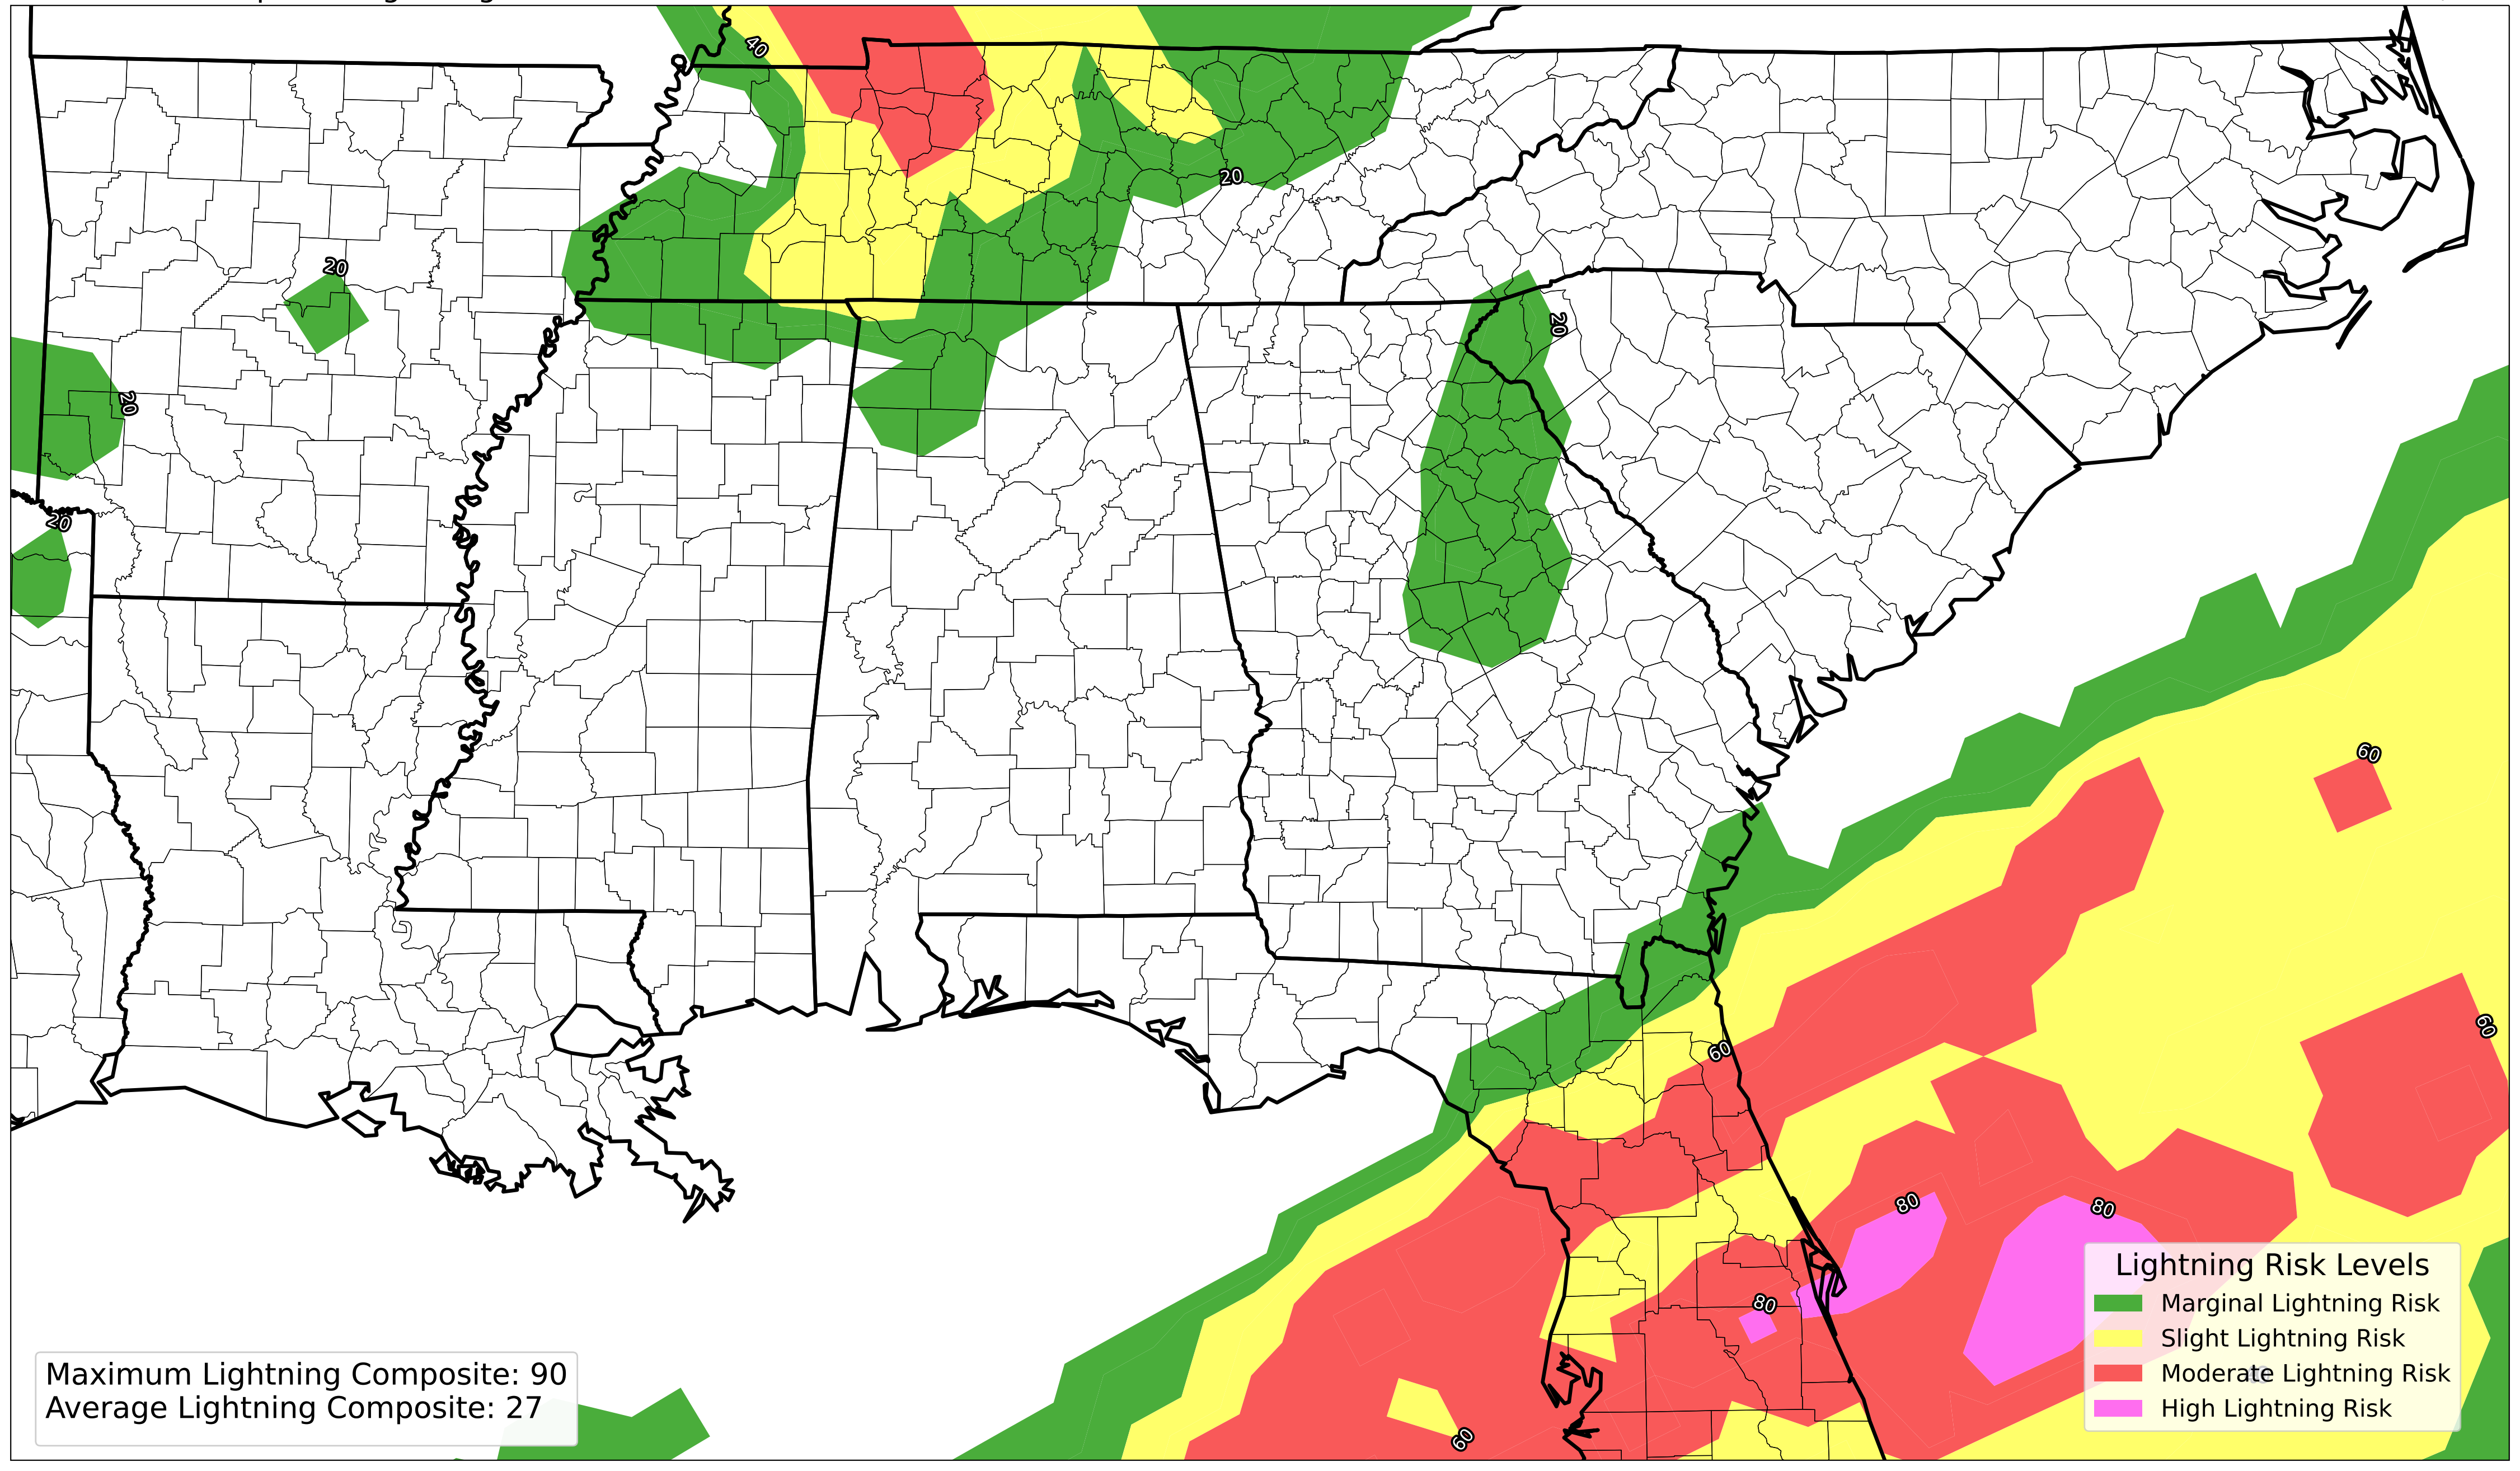 40
20
20
20
20
20
60
60
60
80
80
80
60
Lightning Risk Levels
Marginal Lightning Risk
Slight Lightning Risk
Moderate Lightning Risk
High Lightning Risk
Maximum Lightning Composite: 90
Average Lightning Composite: 27